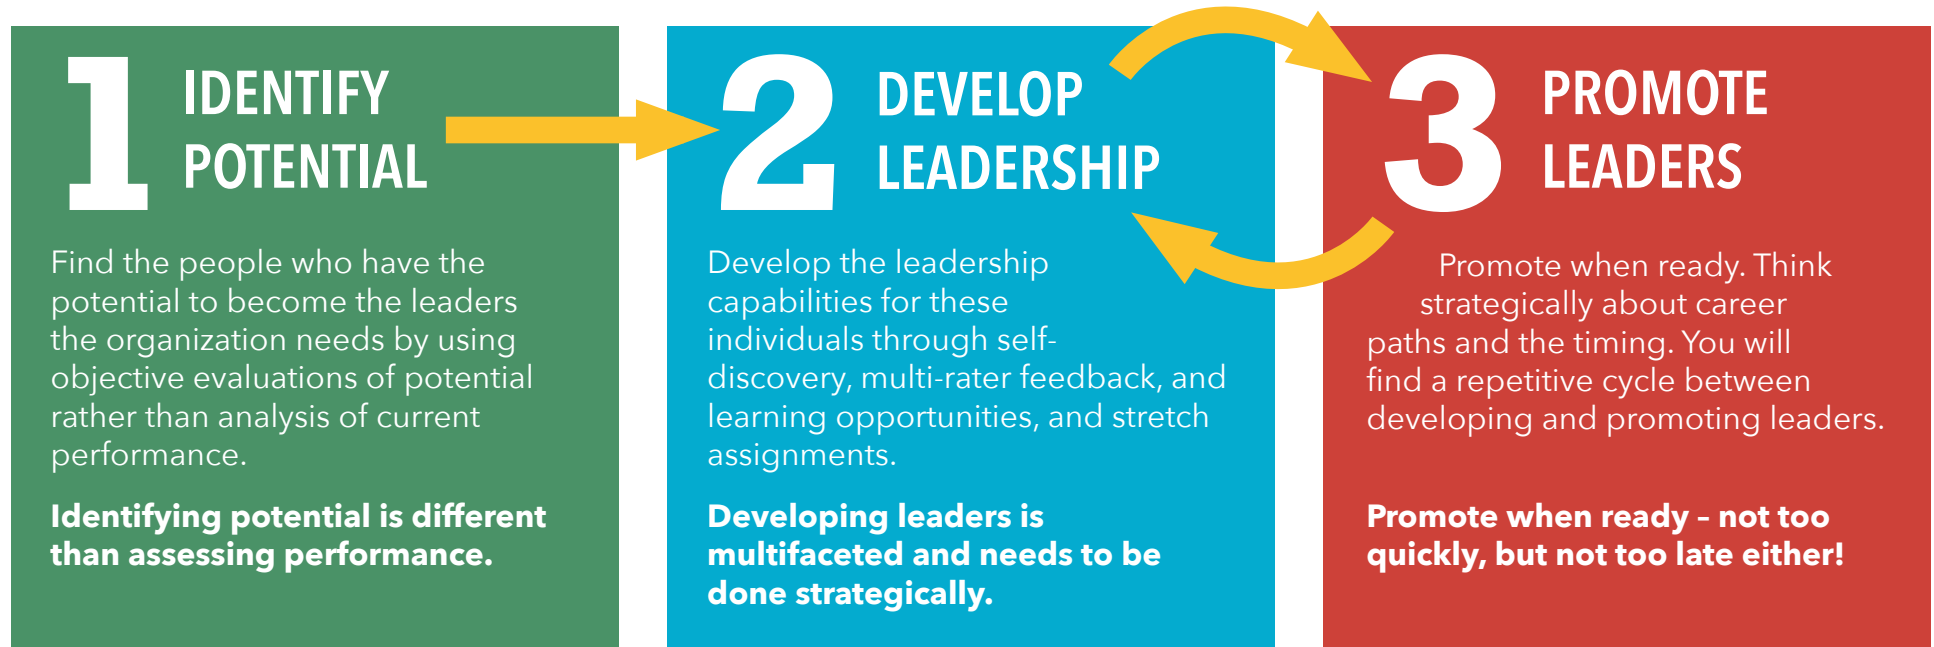 1
IDENTIFY
POTENTIAL
Find the people who have the
potential to become the leaders
the organization needs by using
objective evaluations of potential
rather than analysis of current
performance.
Identifying potential is different
than assessing performance.
2
DEVELOP
LEADERSHIP
Develop the leadership
capabilities for these
individuals through self-
discovery, multi-rater feedback, and
learning opportunities, and stretch
assignments.
Developing leaders is
multifaceted and needs to be
done strategically.
3
PROMOTE
LEADERS
Promote when ready. Think
strategically about career
paths and the timing. You will
find a repetitive cycle between
developing and promoting leaders.
Promote when ready – not too
quickly, but not too late either!